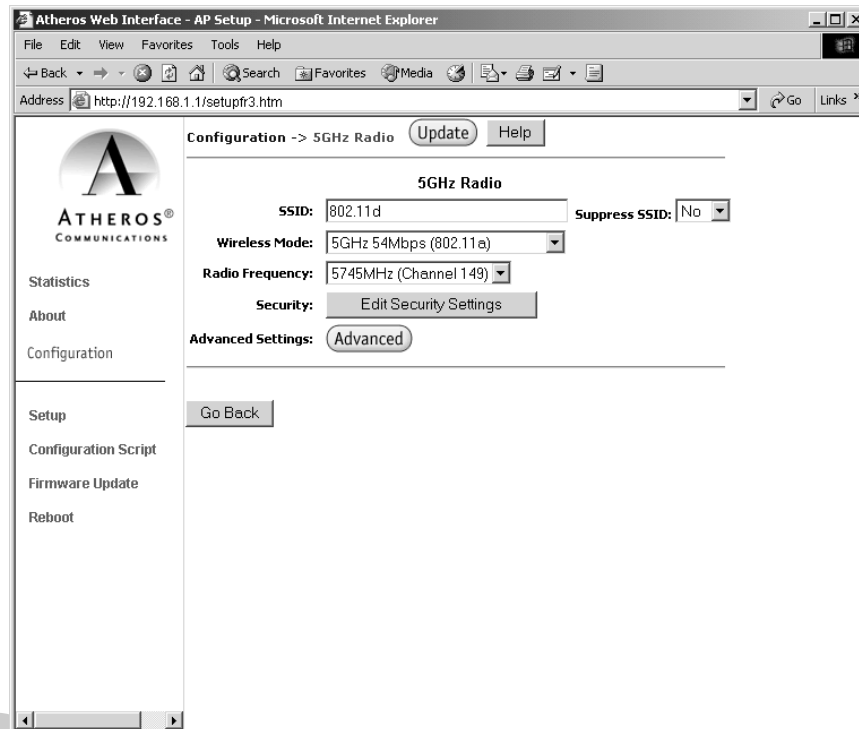 Atheros Web Interface - AP Setup - Microsoft Internet Explorer
File Edit View Favorites Tools Help
Back Search Favorites Media
Address http://192.168.1.1/setupfr3.htm Go Links »
ATHEROS®
COMMUNICATIONS
Statistics
About
Configuration
Setup
Configuration Script
Firmware Update
Reboot
Configuration -> 5GHz Radio Update Help
5GHz Radio
SSID: 802.11d Suppress SSID: No
Wireless Mode: 5GHz 54Mbps (802.11a)
Radio Frequency: 5745MHz (Channel 149)
Security: Edit Security Settings
Advanced Settings: Advanced
Go Back